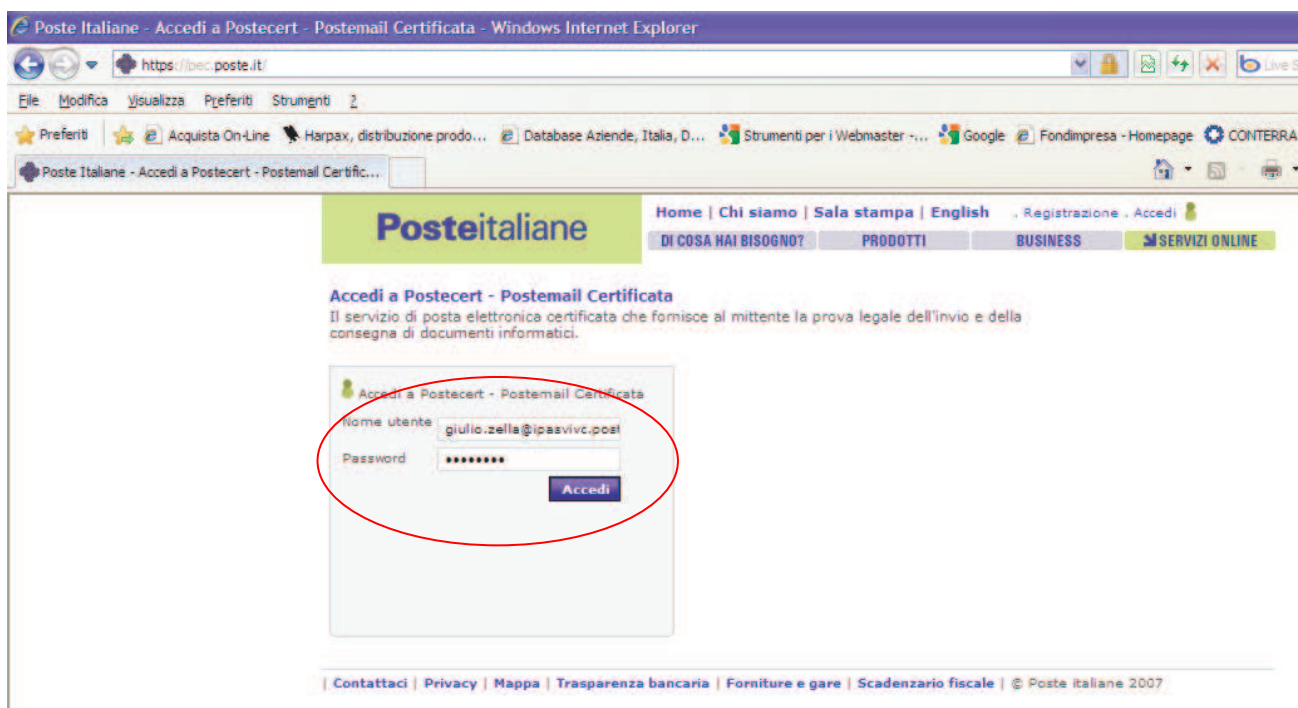 Poste Italiane - Accedi a Postecert - Postemail Certificata - Windows Internet Explorer
https://pec.poste.it/
Live S
File Modifica Visualizza Preferiti Strumenti ?
Preferiti Acquista On-Line Harpax, distribuzione prodo... Database Aziende, Italia, D... Strumenti per i Webmaster -... Google Fondimpresa - Homepage CONTERRA
Poste Italiane - Accedi a Postecert - Postemail Certific...
Posteitaliane
Home | Chi siamo | Sala stampa | English . Registrazione . Accedi
DI COSA HAI BISOGNO? PRODOTTI BUSINESS SERVIZI ONLINE
Accedi a Postecert - Postemail Certificata
Il servizio di posta elettronica certificata che fornisce al mittente la prova legale dell'invio e della
consegna di documenti informatici.
Accedi a Postecert - Postemail Certificata
Nome utente giulio.zella@ipasvivc.post
Password ••••••••
Accedi
| Contattaci | Privacy | Mappa | Trasparenza bancaria | Forniture e gare | Scadenzario fiscale | © Poste italiane 2007